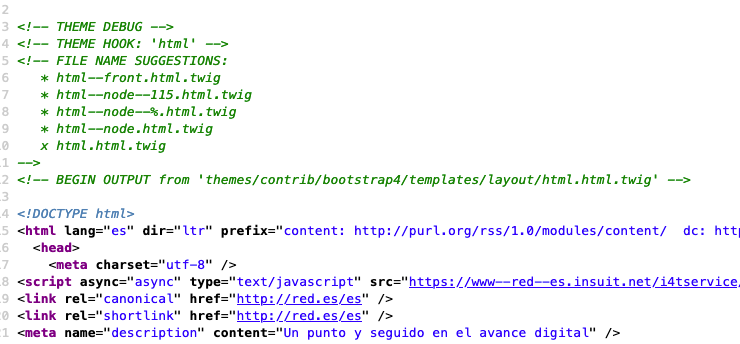 2
3 <!-- THEME DEBUG -->
4 <!-- THEME HOOK: 'html' -->
5 <!-- FILE NAME SUGGESTIONS:
6    * html--front.html.twig
7    * html--node--115.html.twig
8    * html--node--%.html.twig
9    * html--node.html.twig
0    x html.html.twig
1 -->
2 <!-- BEGIN OUTPUT from 'themes/contrib/bootstrap4/templates/layout/html.html.twig' -->
3
4 <!DOCTYPE html>
5 <html lang="es" dir="ltr" prefix="content: http://purl.org/rss/1.0/modules/content/  dc: http
6   <head>
7     <meta charset="utf-8" />
8 <script async="async" type="text/javascript" src="https://www--red--es.insuit.net/i4tservice/
9 <link rel="canonical" href="http://red.es/es" />
20 <link rel="shortlink" href="http://red.es/es" />
21 <meta name="description" content="Un punto y seguido en el avance digital" />